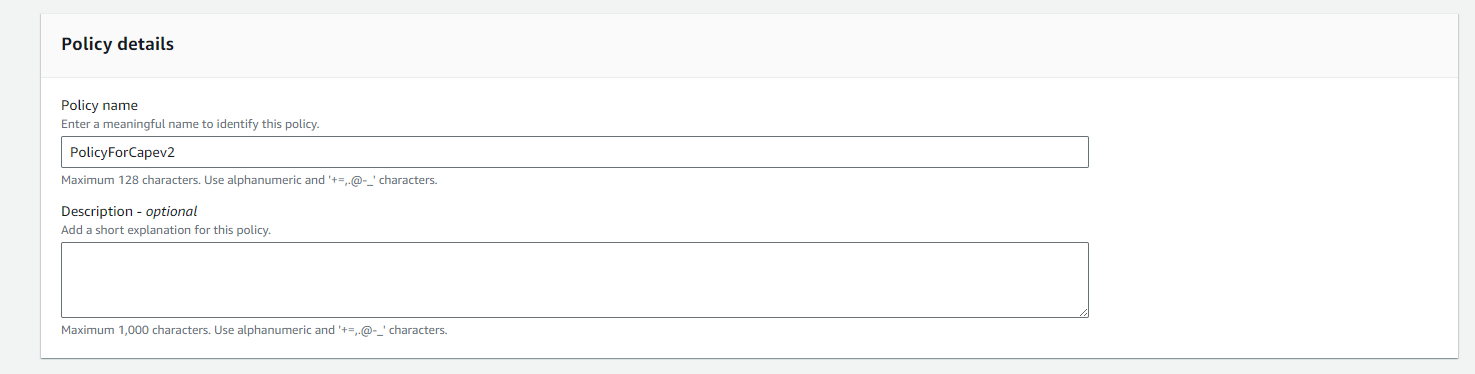 Policy details
Policy name
Enter a meaningful name to identify this policy.
PolicyForCapev2
Maximum 128 characters. Use alphanumeric and '+=,.@-_' characters.
Description - optional
Add a short explanation for this policy.
Maximum 1,000 characters. Use alphanumeric and '+=,.@-_' characters.